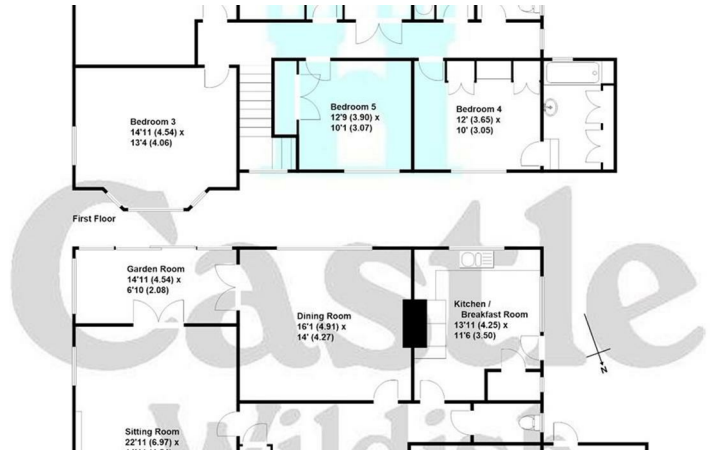 Bedroom 3
14'11 (4.54) x
13'4 (4.06)
Bedroom 5
12'9 (3.90) x
10'1 (3.07)
Bedroom 4
12' (3.65) x
10' (3.05)
First Floor
Castle
Garden Room
14'11 (4.54) x
6'10 (2.08)
Dining Room
16'1 (4.91) x
14' (4.27)
Kitchen /
Breakfast Room
13'11 (4.25) x
11'6 (3.50)
N
Sitting Room
22'11 (6.97) x